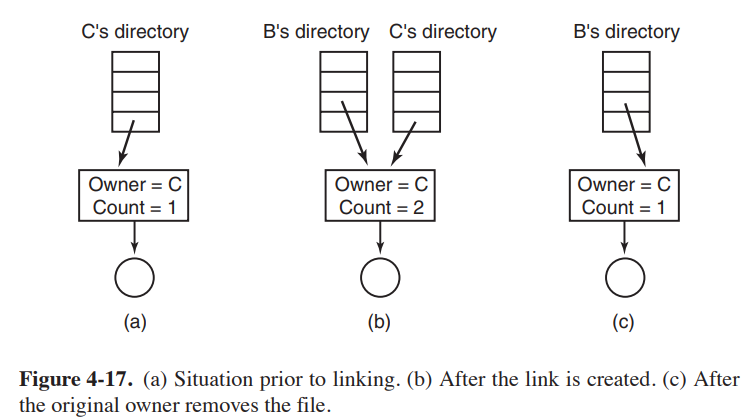 C's directory
B's directory C's directory
B's directory
Owner = C
Count = 1
Owner = C
Count = 2
Owner = C
Count = 1
(a)
(b)
(c)
Figure 4-17. (a) Situation prior to linking. (b) After the link is created. (c) After
the original owner removes the file.